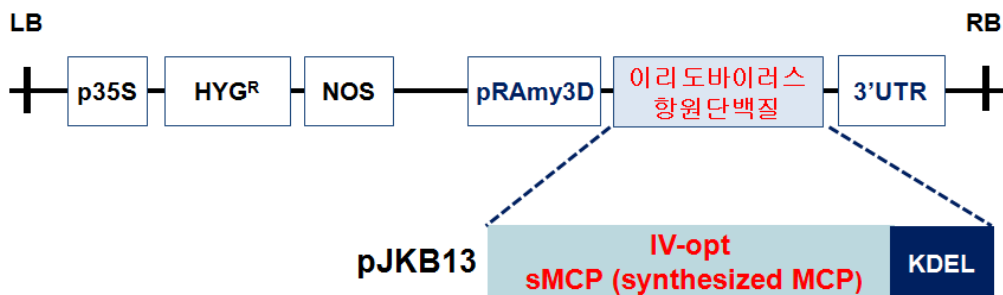 LB
RB
p35S
HYGR
NOS
pRAmy3D
이리도바이러스
항원단백질
3'UTR
pJKB13
IV-opt
sMCP (synthesized MCP)
KDEL